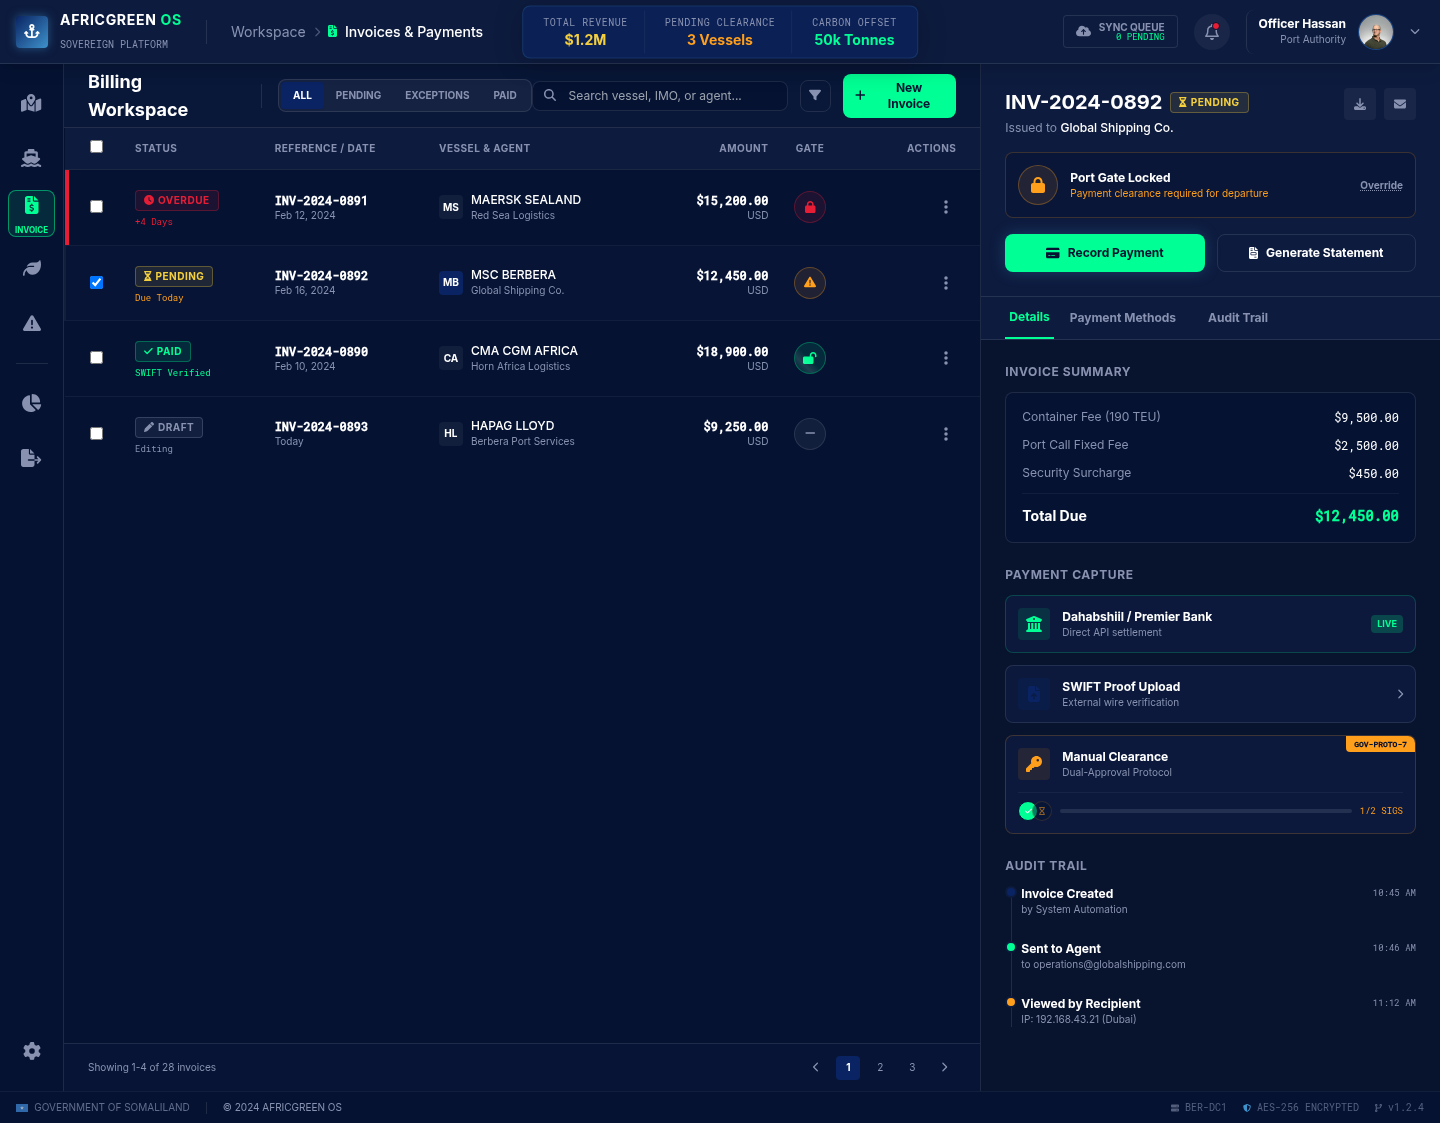 AFRICGREEN OS
SOVEREIGN PLATFORM
Workspace
Invoices & Payments
TOTAL REVENUE
$1.2M
PENDING CLEARANCE
3 Vessels
CARBON OFFSET
50k Tonnes
SYNC QUEUE
0 PENDING
Officer Hassan
Port Authority
INVOICE
Billing
Workspace
ALL
PENDING
EXCEPTIONS
PAID
Search vessel, IMO, or agent...
New
Invoice
STATUS
REFERENCE / DATE
VESSEL & AGENT
AMOUNT
GATE
ACTIONS
OVERDUE
+4 Days
INV-2024-0891
Feb 12, 2024
MS
MAERSK SEALAND
Red Sea Logistics
$15,200.00
USD
PENDING
Due Today
INV-2024-0892
Feb 16, 2024
MB
MSC BERBERA
Global Shipping Co.
$12,450.00
USD
PAID
SWIFT Verified
INV-2024-0890
Feb 10, 2024
CA
CMA CGM AFRICA
Horn Africa Logistics
$18,900.00
USD
DRAFT
Editing
INV-2024-0893
Today
HL
HAPAG LLOYD
Berbera Port Services
$9,250.00
USD
Showing 1-4 of 28 invoices
1
2
3
INV-2024-0892
PENDING
Issued to Global Shipping Co.
Port Gate Locked
Payment clearance required for departure
Override
Record Payment
Generate Statement
Details
Payment Methods
Audit Trail
INVOICE SUMMARY
Container Fee (190 TEU)
$9,500.00
Port Call Fixed Fee
$2,500.00
Security Surcharge
$450.00
Total Due
$12,450.00
PAYMENT CAPTURE
Dahabshiil / Premier Bank
Direct API settlement
LIVE
SWIFT Proof Upload
External wire verification
GOV-PROTO-7
Manual Clearance
Dual-Approval Protocol
1/2 SIGS
AUDIT TRAIL
Invoice Created
10:45 AM
by System Automation
Sent to Agent
10:46 AM
to operations@globalshipping.com
Viewed by Recipient
11:12 AM
IP: 192.168.43.21 (Dubai)
GOVERNMENT OF SOMALILAND
© 2024 AFRICGREEN OS
BER-DC1
AES-256 ENCRYPTED
v1.2.4